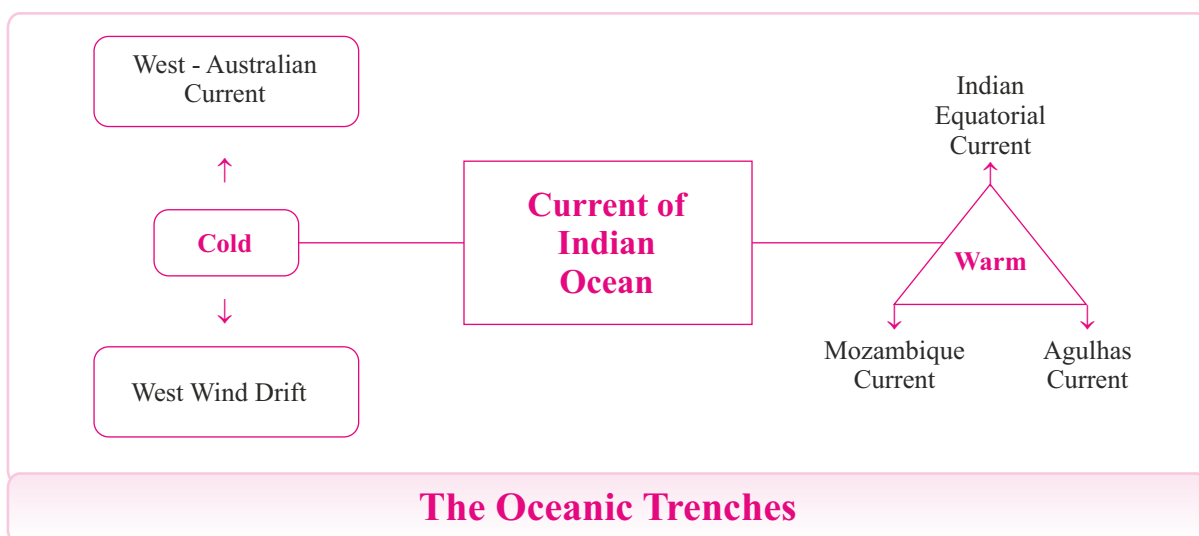 West - Australian
Current
Cold
West Wind Drift
Current of
Indian
Ocean
Indian
Equatorial
Current
Warm
Mozambique
Current
Agulhas
Current
The Oceanic Trenches